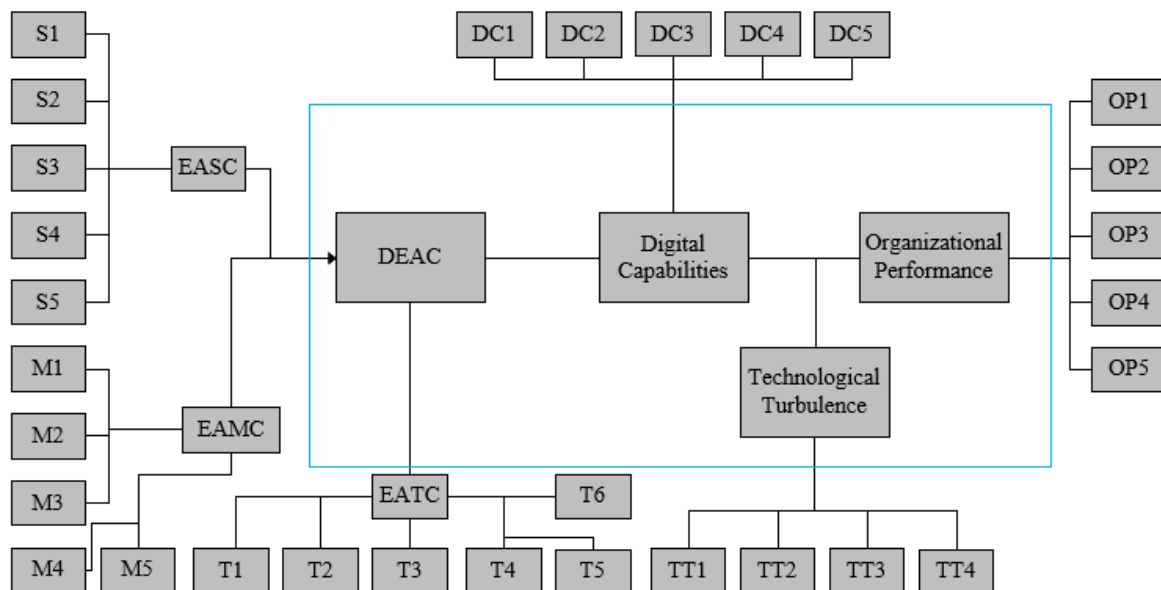 S1
DC1
DC2
DC3
DC4
DC5
S2
OP1
S3
EASC
OP2
S4
DEAC
Digital
Capabilities
Organizational
Performance
OP3
S5
OP4
M1
Technological
Turbulence
OP5
M2
EAMC
M3
EATC
T6
M4
M5
T1
T2
T3
T4
T5
TT1
TT2
TT3
TT4